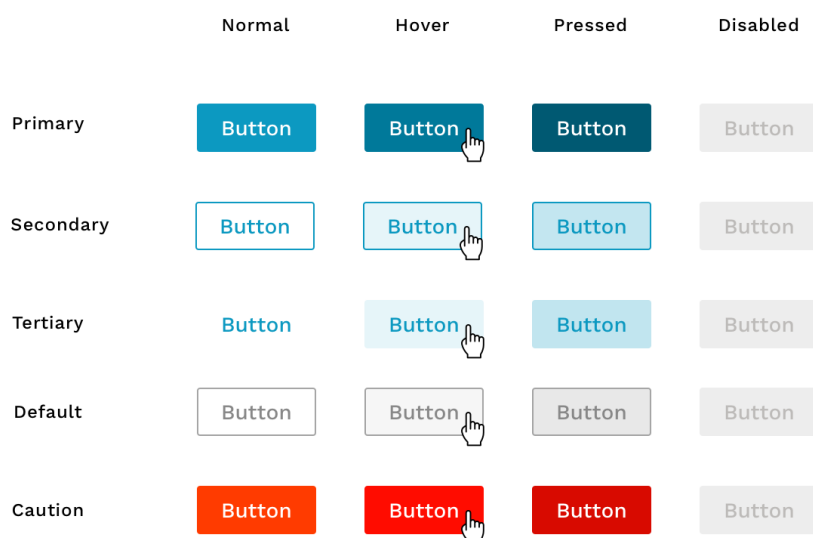 Normal Hover Pressed Disabled
Primary Button Button Button Button
Secondary Button Button Button Button
Tertiary Button Button Button Button
Default Button Button Button Button
Caution Button Button Button Button